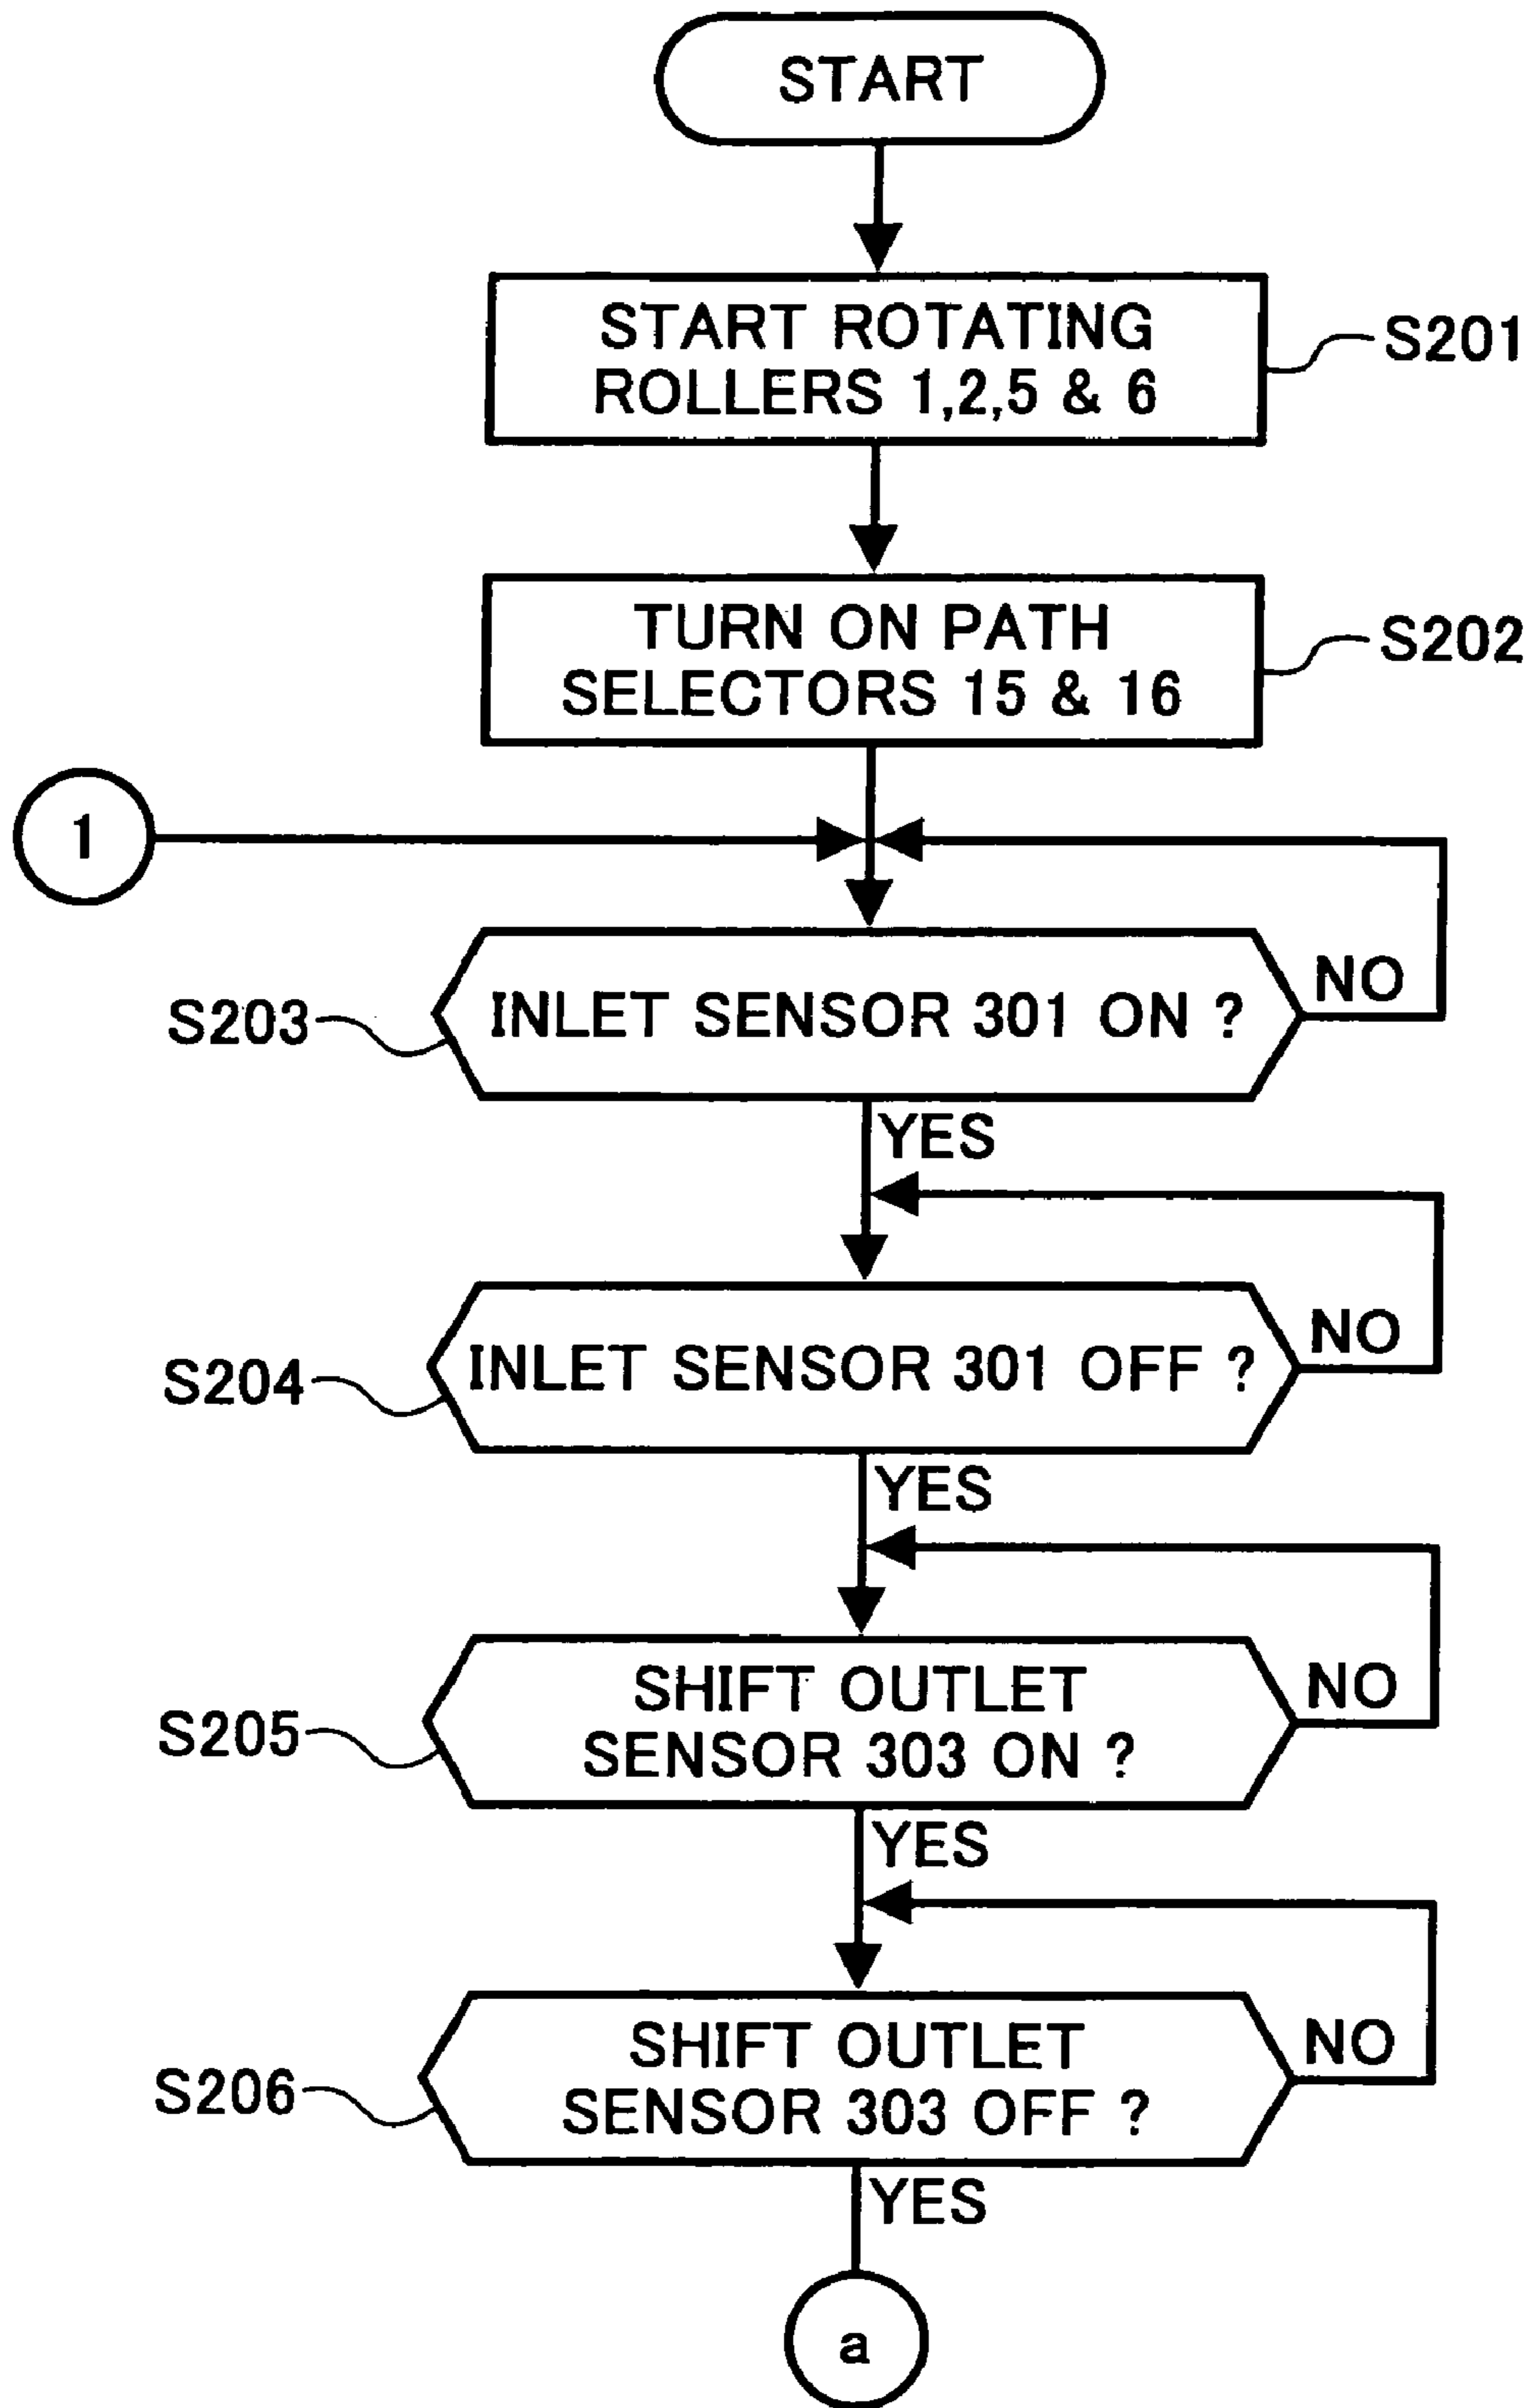 START
START ROTATING
ROLLERS 1,2,5 & 6
S201
TURN ON PATH
SELECTORS 15 & 16
S202
1
INLET SENSOR 301 ON ?
NO
S203
YES
INLET SENSOR 301 OFF ?
NO
S204
YES
SHIFT OUTLET
SENSOR 303 ON ?
NO
S205
YES
SHIFT OUTLET
SENSOR 303 OFF ?
NO
S206
YES
a